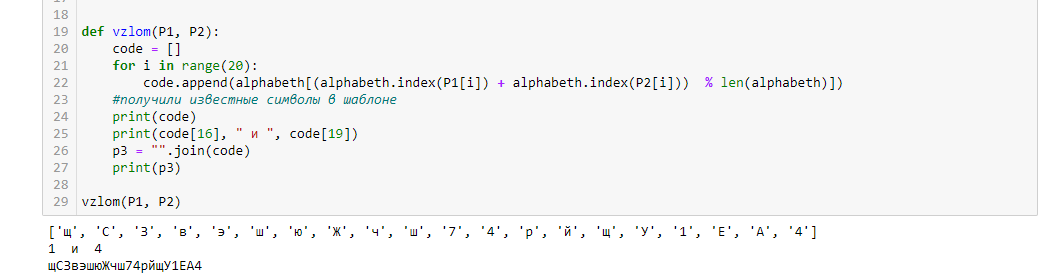 18
19 def vzlom(P1, P2):
20 code = []
21 for i in range(20):
22 code.append(alphabeth[(alphabeth.index(P1[i]) + alphabeth.index(P2[i])) % len(alphabeth)])
23 #получили известные символы в шаблоне
24 print(code)
25 print(code[16], " и ", code[19])
26 p3 = "".join(code)
27 print(p3)
28
29 vzlom(P1, P2)
['щ', 'С', 'З', 'в', 'э', 'ш', 'ю', 'Ж', 'ч', 'ш', '7', '4', 'р', 'й', 'щ', 'У', '1', 'Е', 'А', '4']
1 и 4
щСЗвэшюЖчш74рйщУ1ЕА4